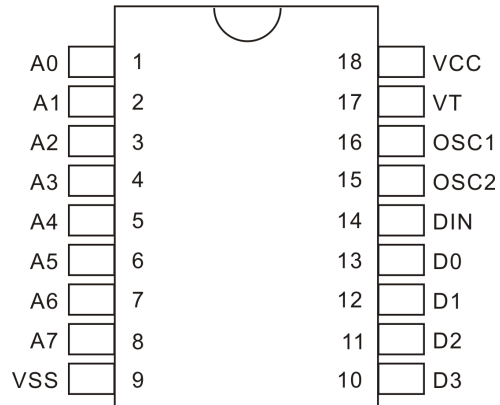 A0 1 18 VCC
A1 2 17 VT
A2 3 16 OSC1
A3 4 15 OSC2
A4 5 14 DIN
A5 6 13 D0
A6 7 12 D1
A7 8 11 D2
VSS 9 10 D3